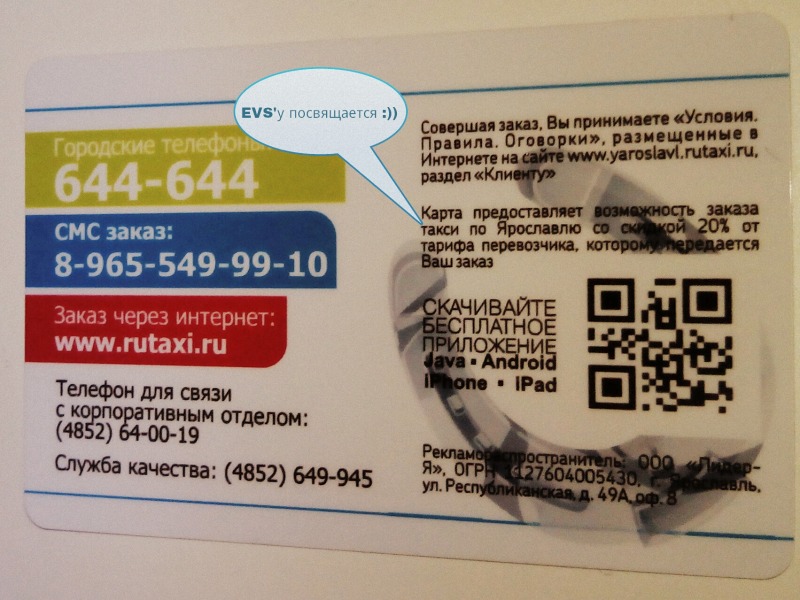 EVS'у посвящается :))
Городские телефоны:
644-644
СМС заказ:
8-965-549-99-10
Заказ через интернет:
www.rutaxi.ru
Телефон для связи
с корпоративным отделом:
(4852) 64-00-19
Служба качества: (4852) 649-945
Совершая заказ, Вы принимаете «Условия.
Правила. Оговорки», размещенные в
Интернете на сайте www.yaroslavl.rutaxi.ru,
раздел «Клиенту»
Карта предоставляет возможность заказа
такси по Ярославлю со скидкой 20% от
тарифа перевозчика, которому передается
Ваш заказ
СКАЧИВАЙТЕ
БЕСПЛАТНОЕ
ПРИЛОЖЕНИЕ
Java • Android
iPhone • iPad
Рекламораспространитель: ООО «Лидер-
Я», ОГРН 1127604005430, г. Ярославль,
ул. Республиканская, д. 49А, оф. 8